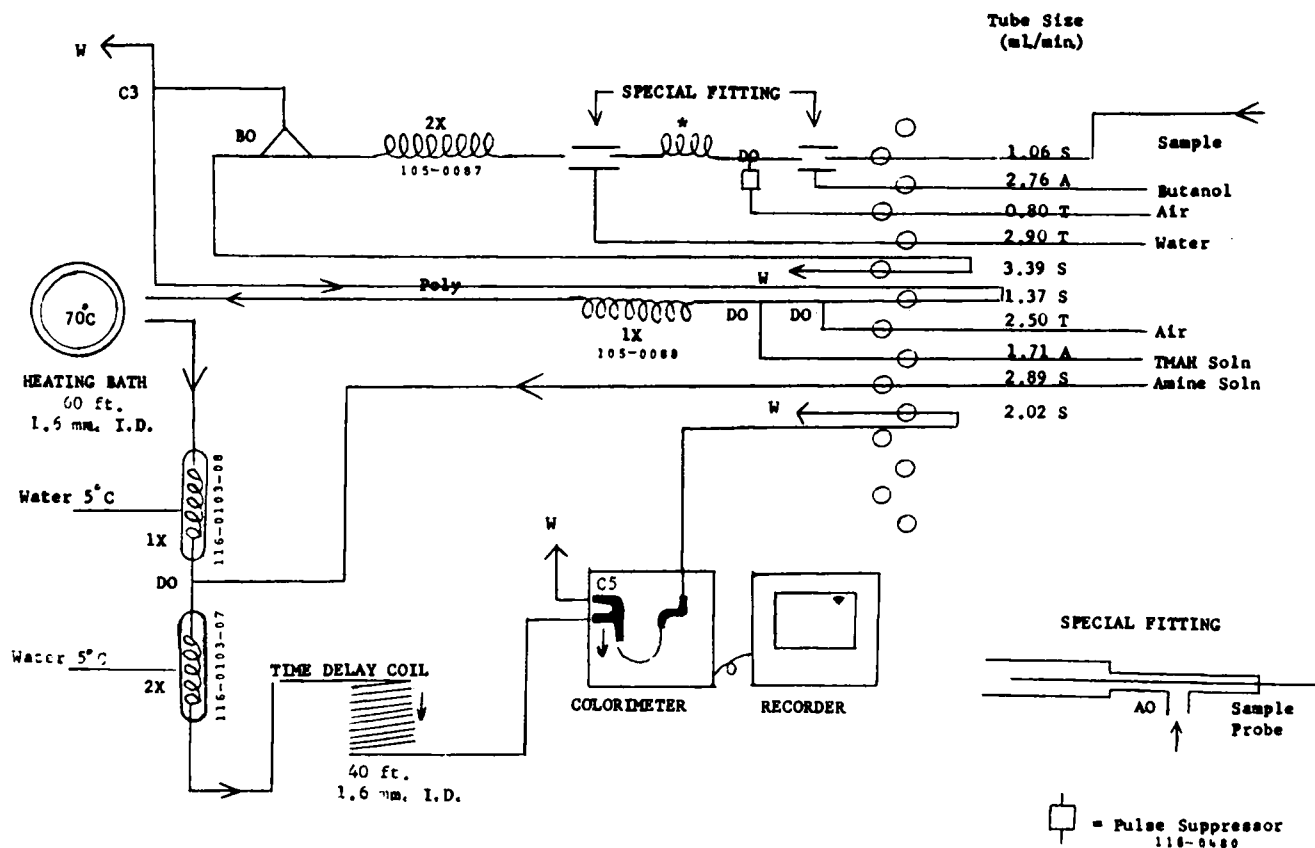 Tube Size
(mL/min)
W
C3
SPECIAL FITTING
BO
2X
105-0087
*
DO
1.06 S
Sample
2.76 A
Butanol
0.80 T
Air
2.90 T
Water
W
3.39 S
Poly
1.37 S
70°C
1X
105-0088
DO
DO
2.50 T
Air
1.71 A
TMAH Soln
HEATING BATH
60 ft.
1.6 mm. I.D.
2.89 S
Amine Soln
W
2.02 S
Water 5°C
1X
116-0103-08
DO
W
C5
Water 5°C
2X
116-0103-07
TIME DELAY COIL
40 ft.
1.6 mm. I.D.
COLORIMETER
RECORDER
SPECIAL FITTING
AO
Sample
Probe
= Pulse Suppressor
116-0480